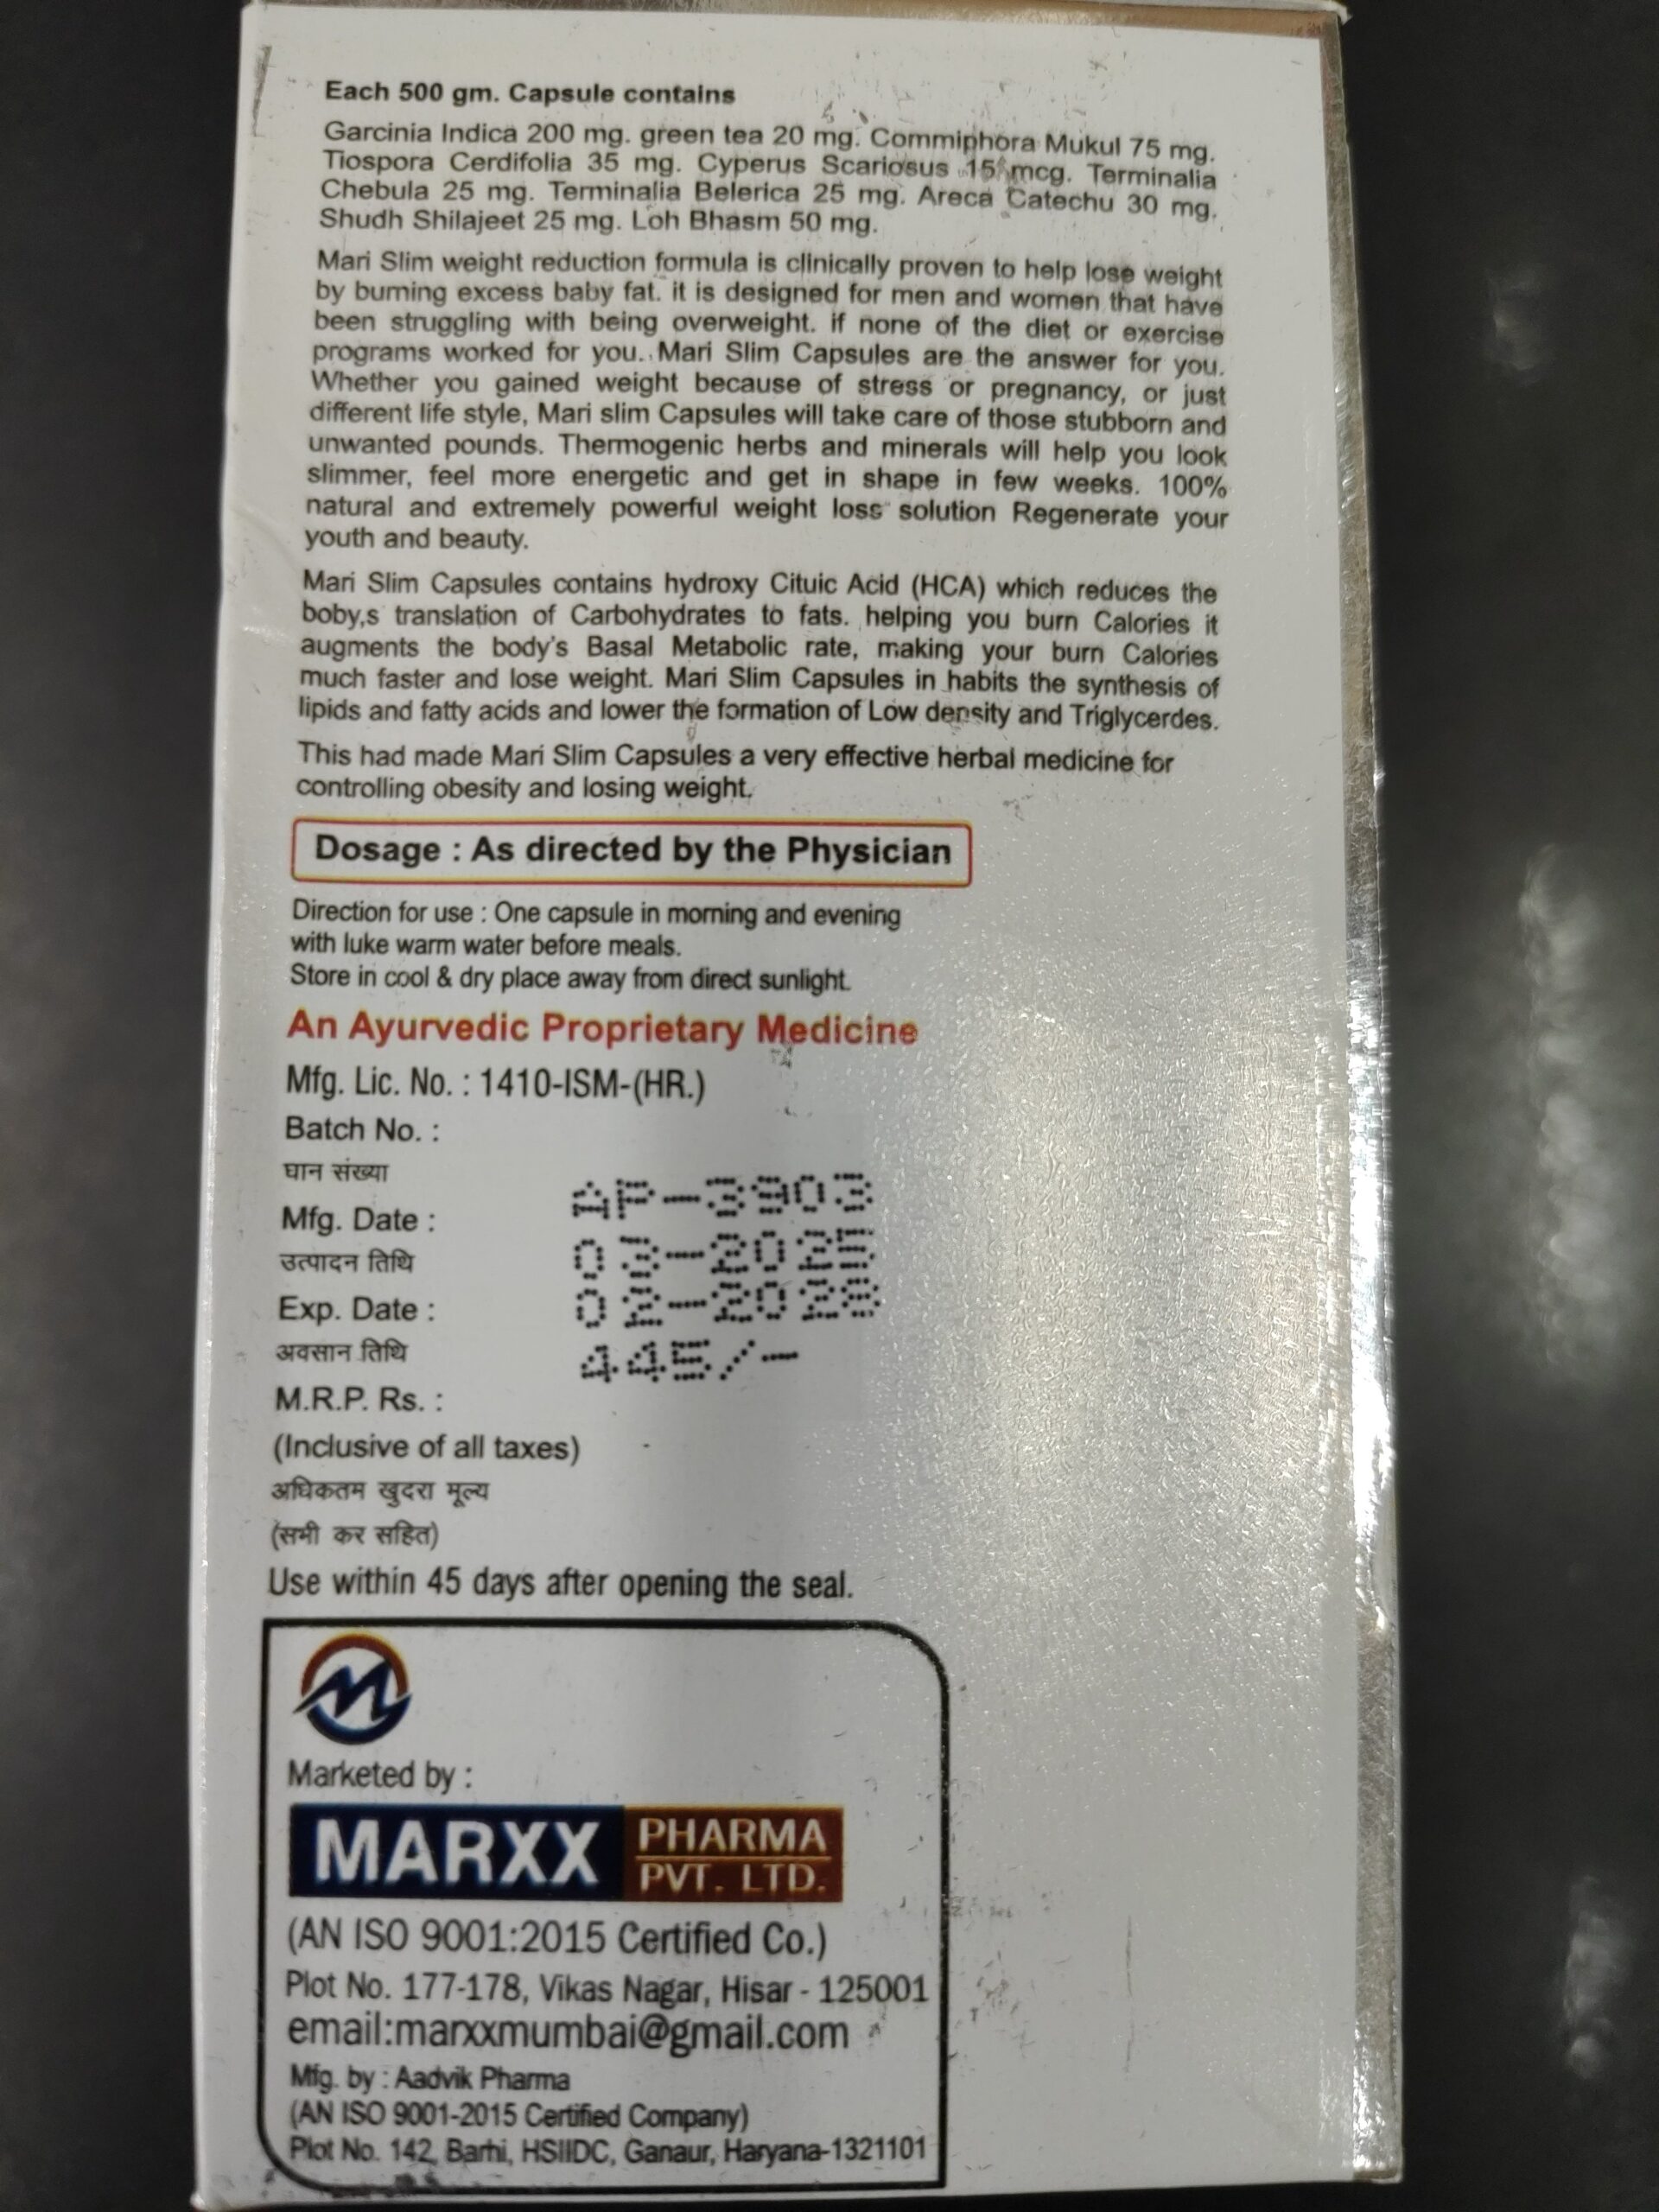 Each 500 gm. Capsule contains
Garcinia Indica 200 mg. green tea 20 mg. Commiphora Mukul 75 mg.
Tiospora Cerdifolia 35 mg. Cyperus Scariosus 15 mcg. Terminalia
Chebula 25 mg. Terminalia Belerica 25 mg. Areca Catechu 30 mg.
Shudh Shilajeet 25 mg. Loh Bhasm 50 mg.
Mari Slim weight reduction formula is clinically proven to help lose weight
by burning excess baby fat. it is designed for men and women that have
been struggling with being overweight. if none of the diet or exercise
programs worked for you. Mari Slim Capsules are the answer for you.
Whether you gained weight because of stress or pregnancy, or just
different life style, Mari slim Capsules will take care of those stubborn and
unwanted pounds. Thermogenic herbs and minerals will help you look
slimmer, feel more energetic and get in shape in few weeks. 100%
natural and extremely powerful weight loss solution Regenerate your
youth and beauty.
Mari Slim Capsules contains hydroxy Cituic Acid (HCA) which reduces the
boby,s translation of Carbohydrates to fats. helping you burn Calories it
augments the body's Basal Metabolic rate, making your burn Calories
much faster and lose weight. Mari Slim Capsules in habits the synthesis of
lipids and fatty acids and lower the formation of Low density and Triglycerdes.
This had made Mari Slim Capsules a very effective herbal medicine for
controlling obesity and losing weight.
Dosage : As directed by the Physician
Direction for use : One capsule in morning and evening
with luke warm water before meals.
Store in cool & dry place away from direct sunlight.
An Ayurvedic Proprietary Medicine
Mfg. Lic. No. : 1410-ISM-(HR.)
Batch No. :
घान संख्या
AP-3903
Mfg. Date :
03-2025
उत्पादन तिथि
02-2028
Exp. Date :
अवसान तिथि
445/-
M.R.P. Rs. :
(Inclusive of all taxes)
अधिकतम खुदरा मूल्य
(सभी कर सहित)
Use within 45 days after opening the seal.
M
Marketed by :
MARXX PHARMA
PVT. LTD.
(AN ISO 9001:2015 Certified Co.)
Plot No. 177-178, Vikas Nagar, Hisar - 125001
email:marxxmumbai@gmail.com
Mfg. by : Aadvik Pharma
(AN ISO 9001-2015 Certified Company)
Plot No. 142, Barhi, HSIIDC, Ganaur, Haryana-1321101